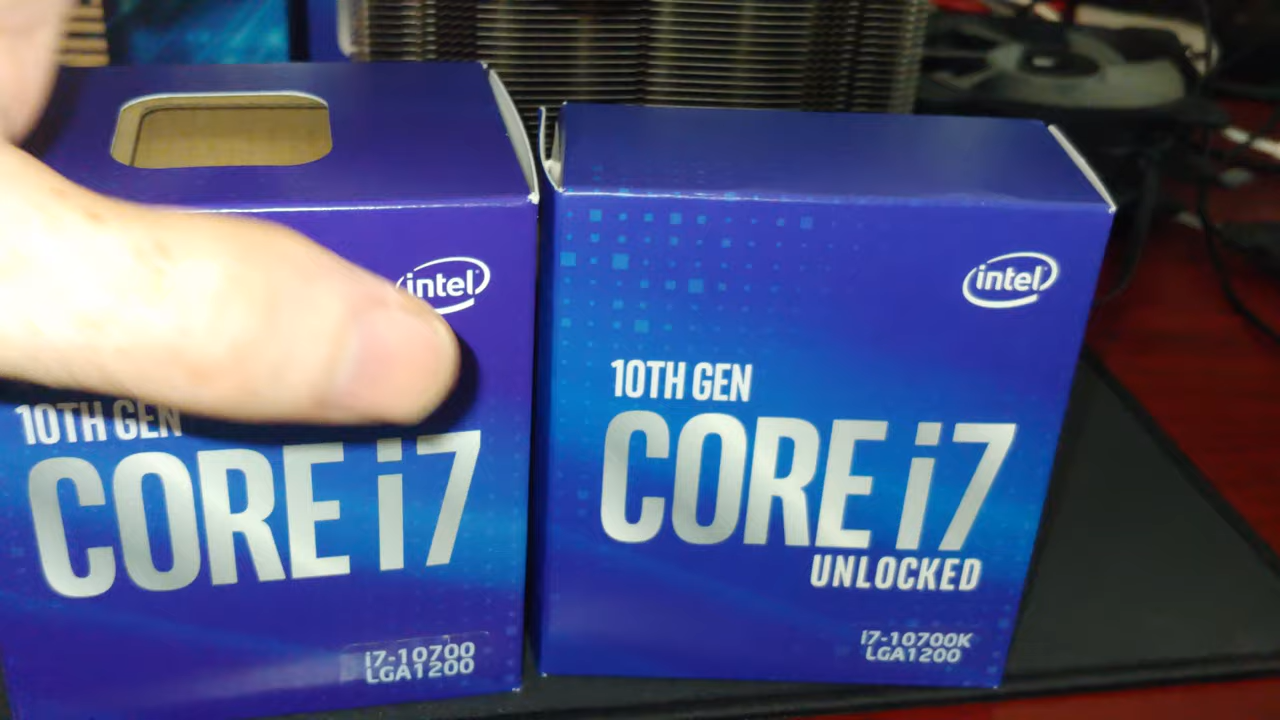 intel
10TH GEN
CORE i7
i7-10700
LGA1200
intel
10TH GEN
CORE i7
UNLOCKED
i7-10700K
LGA1200